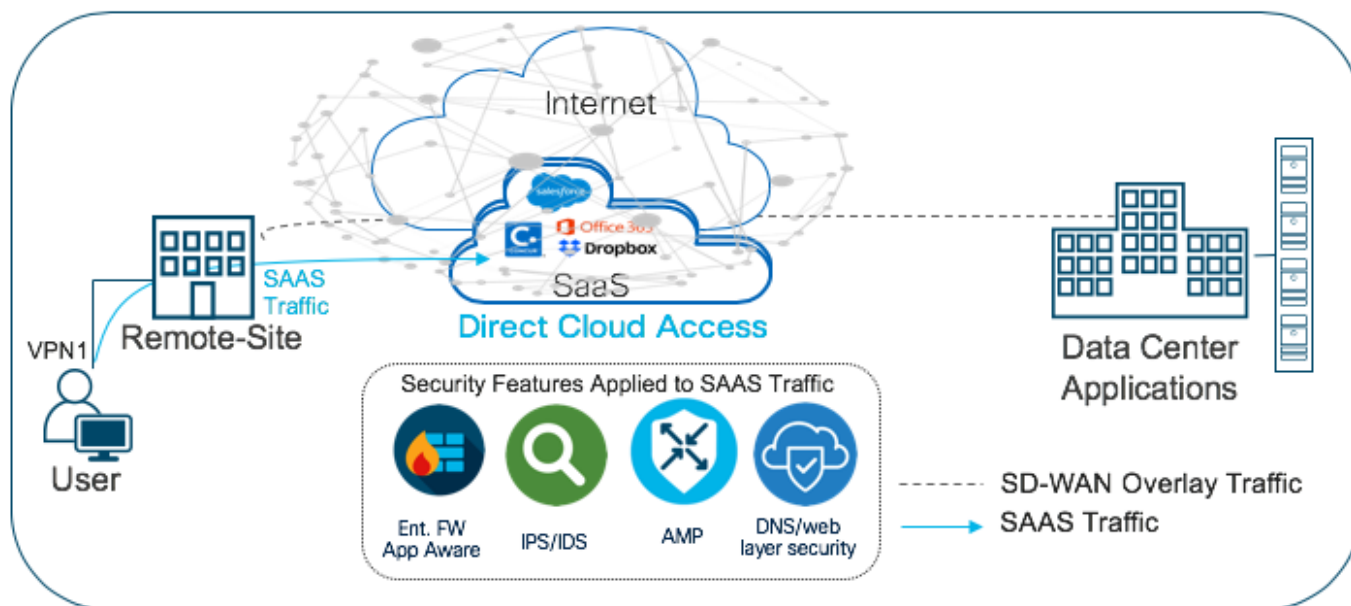 Internet
salesforce
Office 365
Dropbox
SaaS
SAAS
Traffic
Direct Cloud Access
Remote-Site
VPN1
User
Data Center
Applications
Security Features Applied to SAAS Traffic
Ent. FW
App Aware
IPS/IDS
AMP
DNS/web
layer security
SD-WAN Overlay Traffic
SAAS Traffic